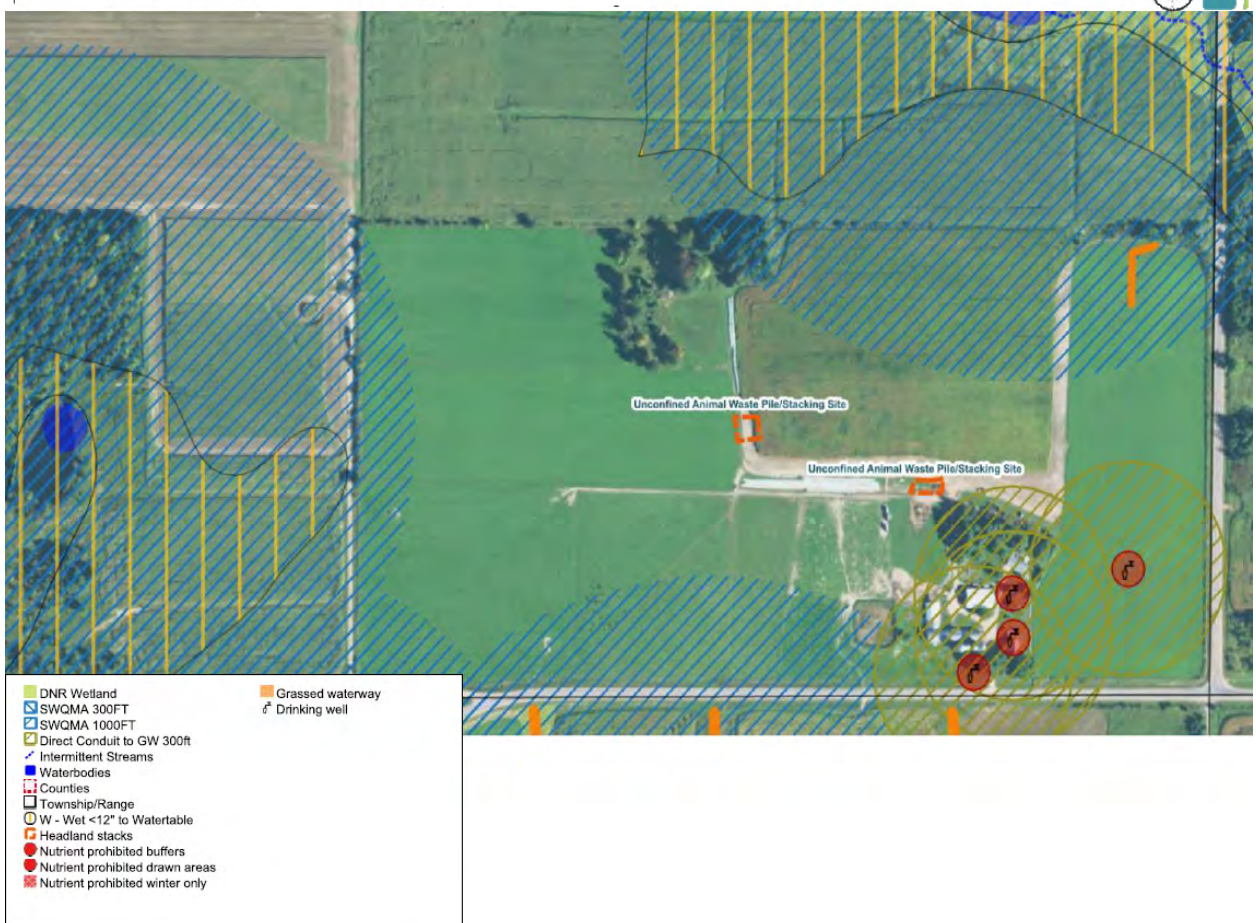 Unconfined Animal Waste Pile/Stacking Site
Unconfined Animal Waste Pile/Stacking Site
DNR Wetland
SWQMA 300FT
SWQMA 1000FT
Direct Conduit to GW 300ft
Intermittent Streams
Waterbodies
Counties
Township/Range
W - Wet <12" to Watertable
Headland stacks
Nutrient prohibited buffers
Nutrient prohibited drawn areas
Nutrient prohibited winter only
Grassed waterway
Drinking well